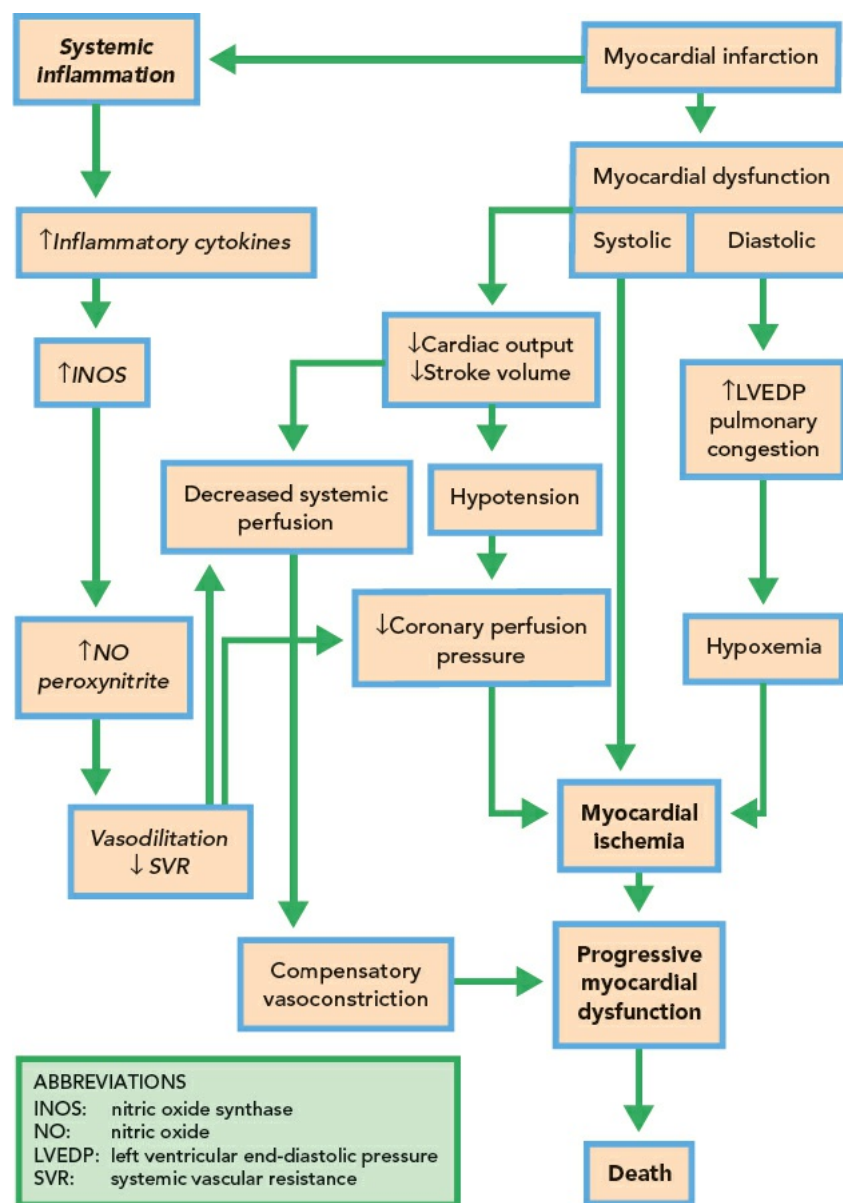 Systemic
inflammation
Myocardial infarction
Myocardial dysfunction
Systolic
Diastolic
↑Inflammatory cytokines
↑INOS
↓Cardiac output
↓Stroke volume
↑LVEDP
pulmonary
congestion
Decreased systemic
perfusion
Hypotension
↑NO
peroxynitrite
↓Coronary perfusion
pressure
Hypoxemia
Vasodilitation
↓ SVR
Myocardial
ischemia
Compensatory
vasoconstriction
Progressive
myocardial
dysfunction
Death
ABBREVIATIONS
INOS: nitric oxide synthase
NO: nitric oxide
LVEDP: left ventricular end-diastolic pressure
SVR: systemic vascular resistance